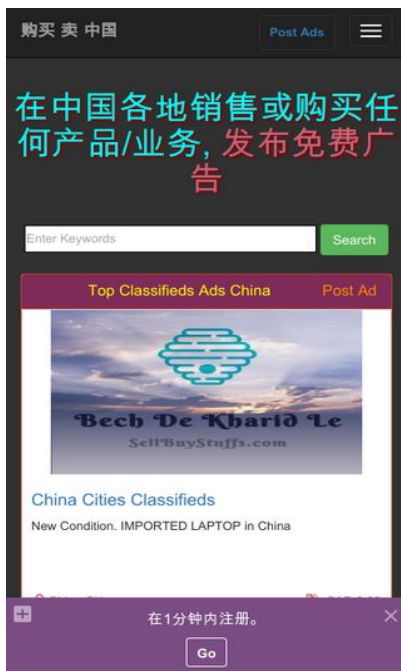 购买 卖 中国
Post Ads
在中国各地销售或购买任
何产品/业务, 发布免费广
告
Enter Keywords
Search
Top Classifieds Ads China
Post Ad
Bech De Kharid Le
SellBuyStuffs.com
China Cities Classifieds
New Condition. IMPORTED LAPTOP in China
在1分钟内注册。
Go